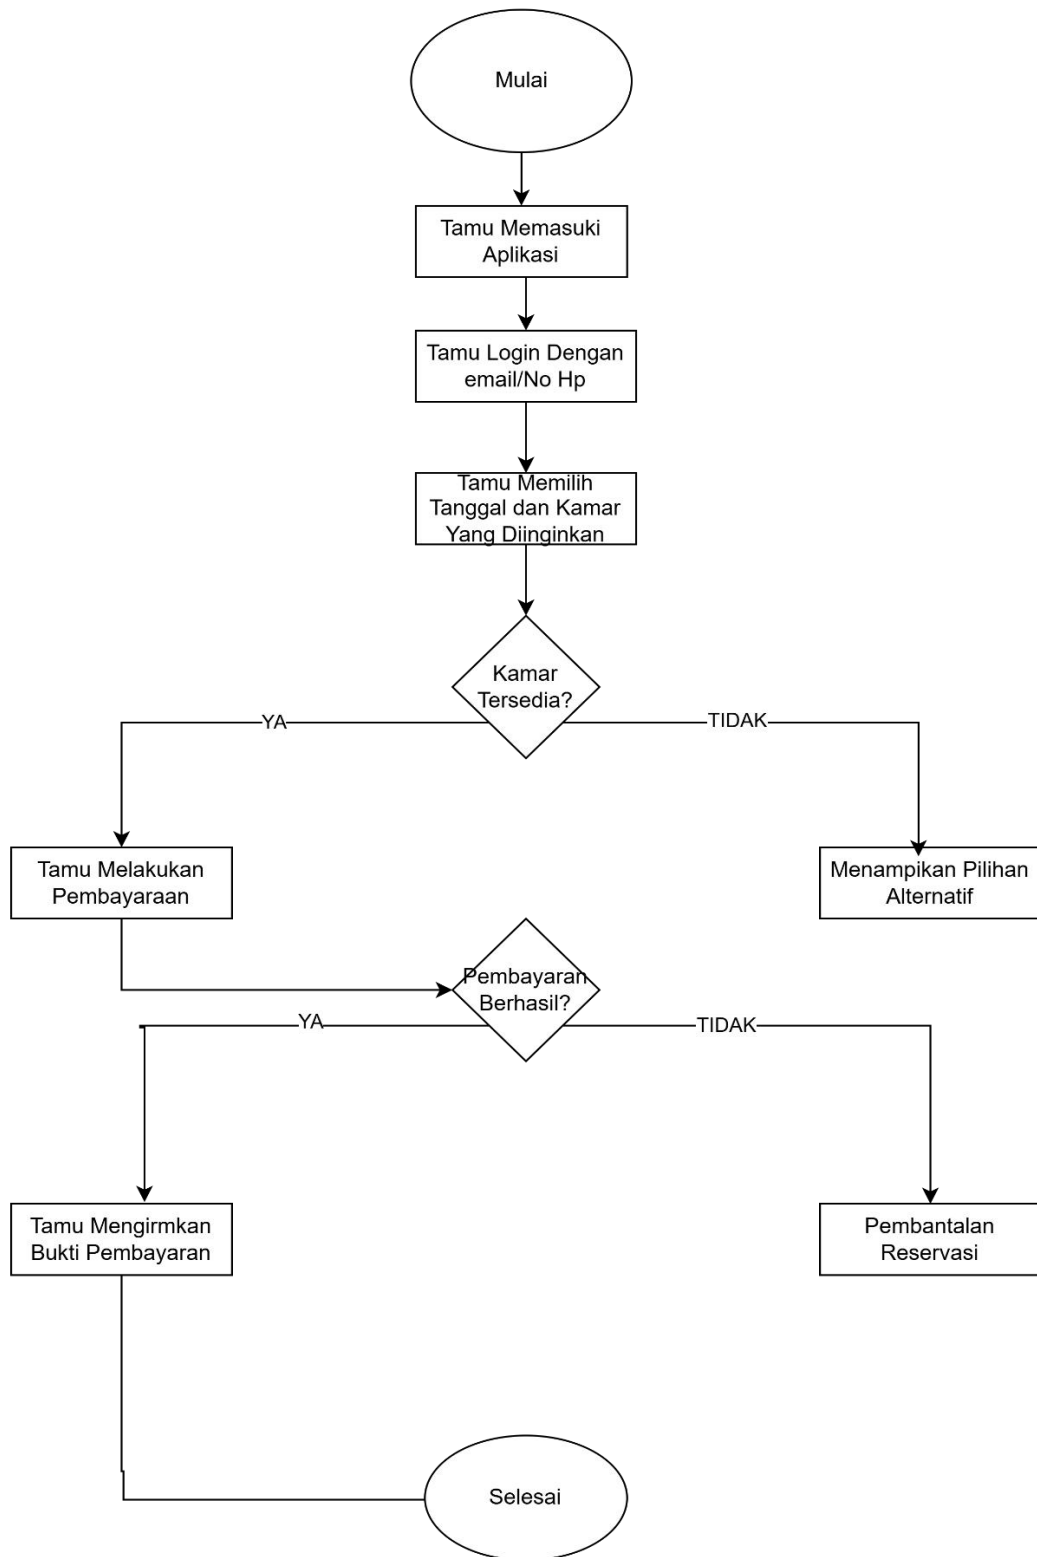 Mulai
Tamu Memasuki
Aplikasi
Tamu Login Dengan
email/No Hp
Tamu Memilih
Tanggal dan Kamar
Yang Diinginkan
Kamar
Tersedia?
YA
TIDAK
Tamu Melakukan
Pembayaraan
Menampikan Pilihan
Alternatif
Pembayaran
Berhasil?
YA
TIDAK
Tamu Mengirmkan
Bukti Pembayaran
Pembantalan
Reservasi
Selesai